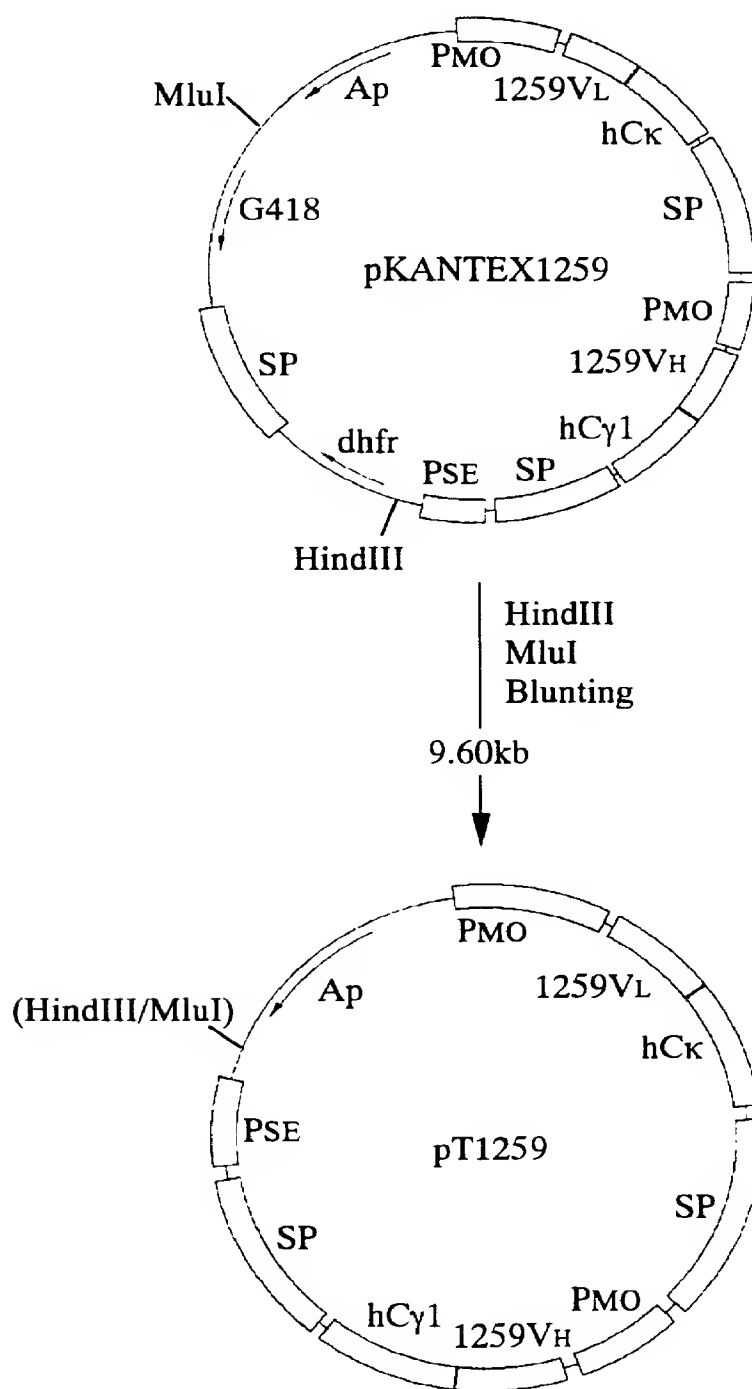 PMO
Ap
1259VL
MluI
hCκ
G418
SP
pKANTEX1259
PMO
SP
1259VH
hCγ1
dhfr
PSE
SP
HindIII
HindIII
MluI
Blunting
9.60kb
PMO
Ap
1259VL
(HindIII/MluI)
hCκ
PSE
pT1259
SP
SP
PMO
hCγ1
1259VH